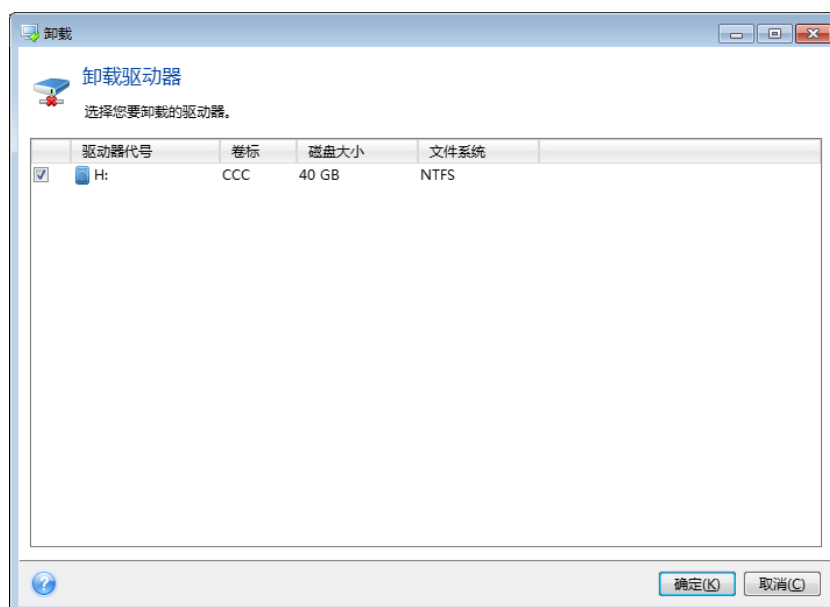 卸载
卸载驱动器
选择您要卸载的驱动器。
驱动器代号 卷标 磁盘大小 文件系统
H: CCC 40 GB NTFS
确定(K) 取消(C)